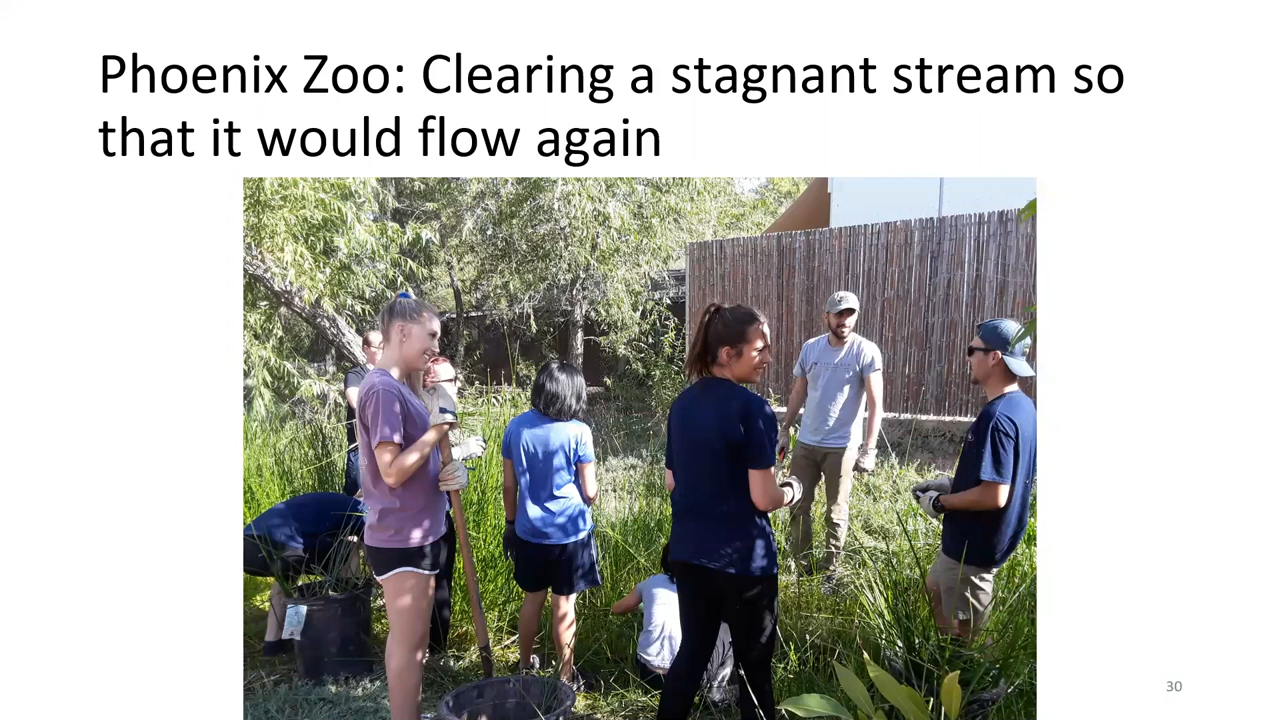 Phoenix Zoo: Clearing a stagnant stream so
that it would flow again
30